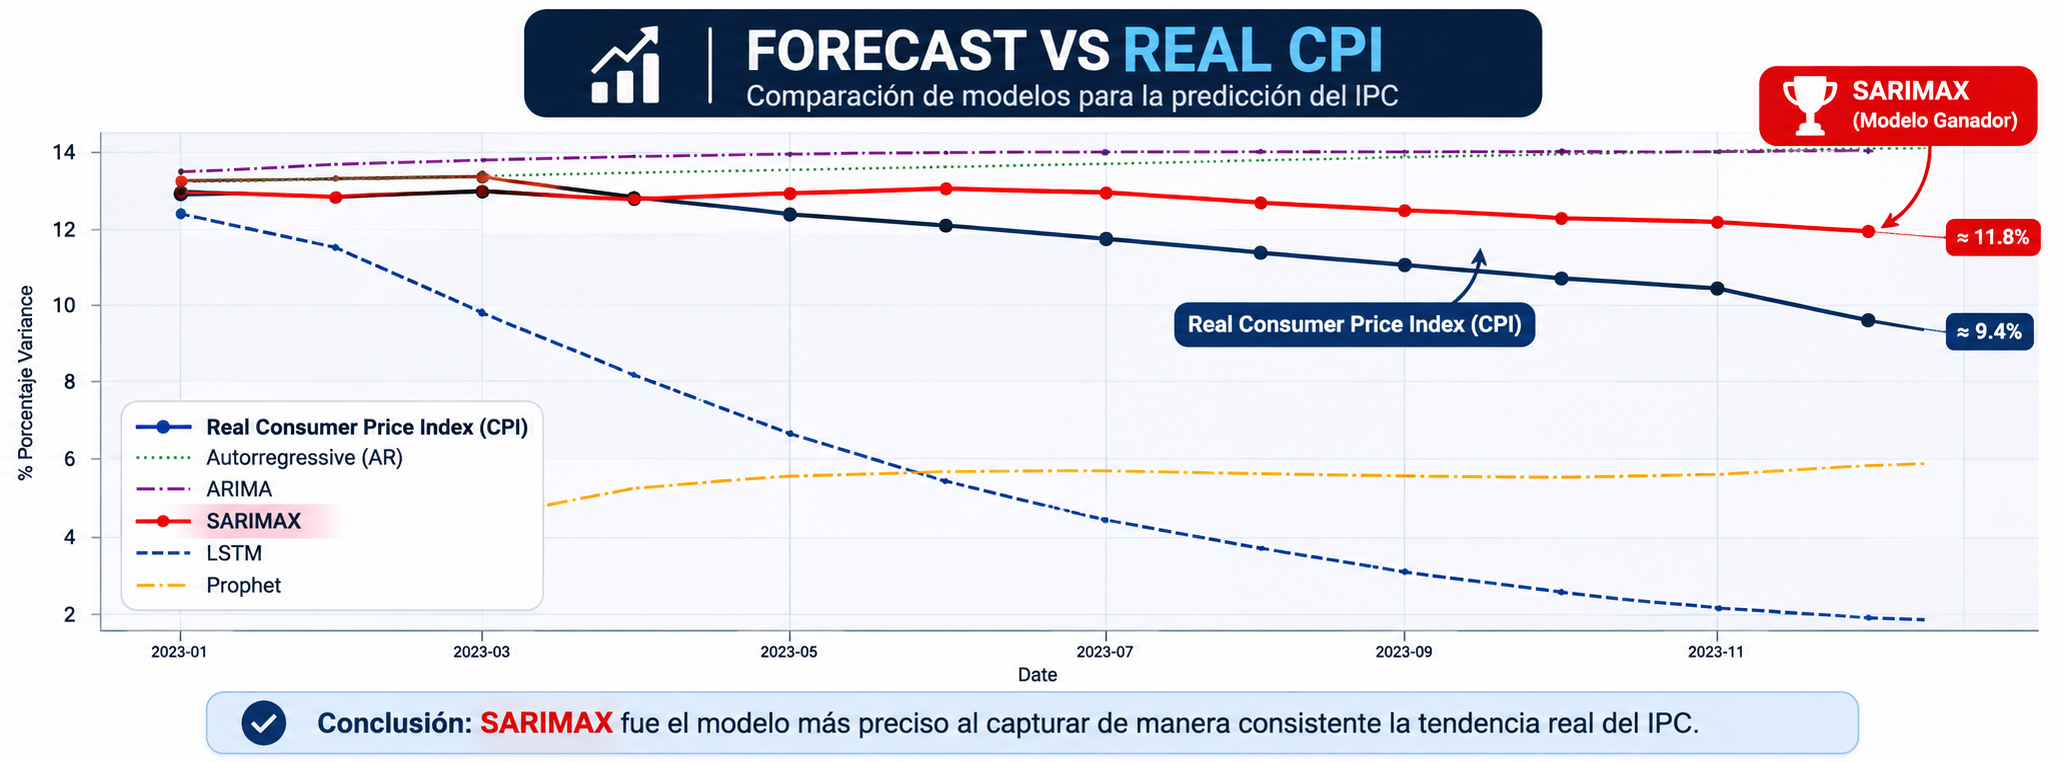 FORECAST VS REAL CPI
Comparación de modelos para la predicción del IPC
SARIMAX
(Modelo Ganador)
% Porcentaje Variance
14
12
10
8
6
4
2
≈ 11.8%
Real Consumer Price Index (CPI)
≈ 9.4%
Real Consumer Price Index (CPI)
Autorregressive (AR)
ARIMA
SARIMAX
LSTM
Prophet
2023-01
2023-03
2023-05
2023-07
2023-09
2023-11
Date
Conclusión: SARIMAX fue el modelo más preciso al capturar de manera consistente la tendencia real del IPC.